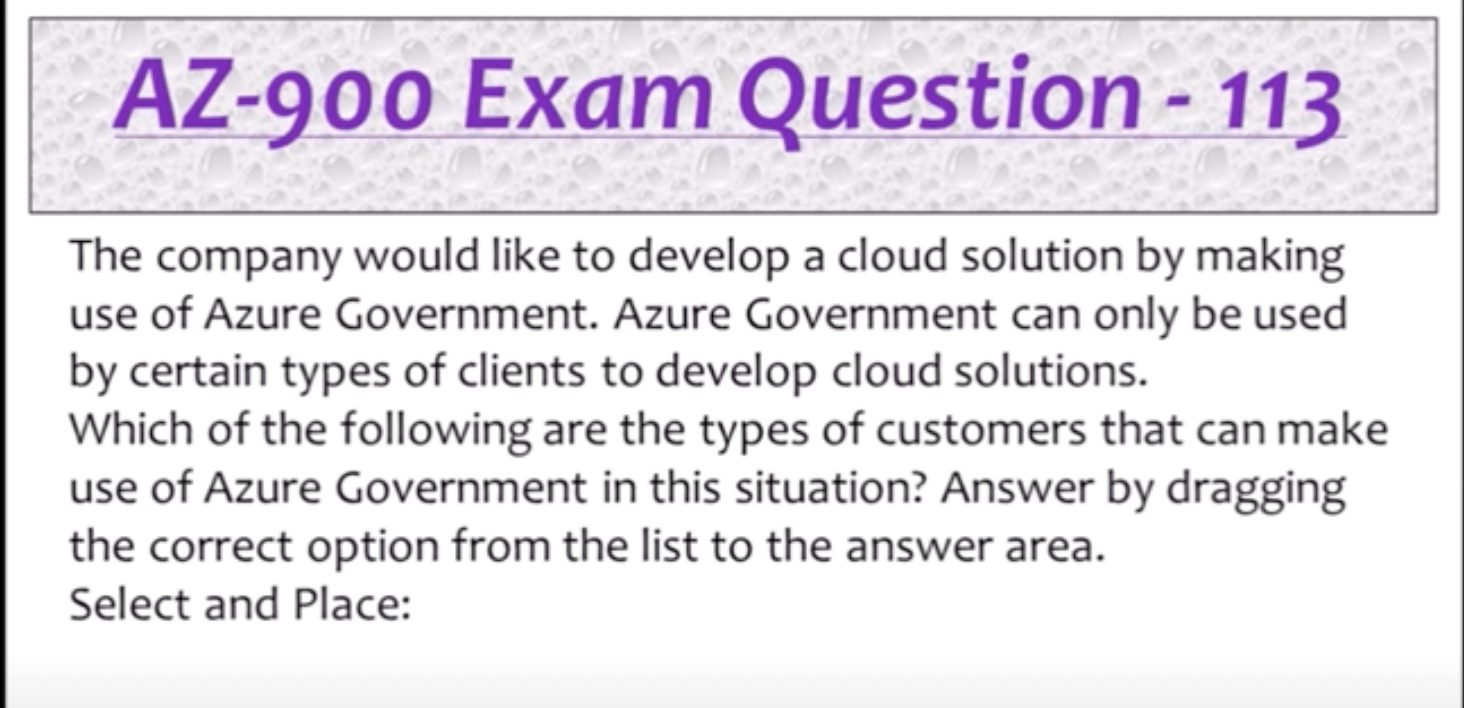 AZ-900 Exam Question - 113
The company would like to develop a cloud solution by making
use of Azure Government. Azure Government can only be used
by certain types of clients to develop cloud solutions.
Which of the following are the types of customers that can make
use of Azure Government in this situation? Answer by dragging
the correct option from the list to the answer area.
Select and Place: